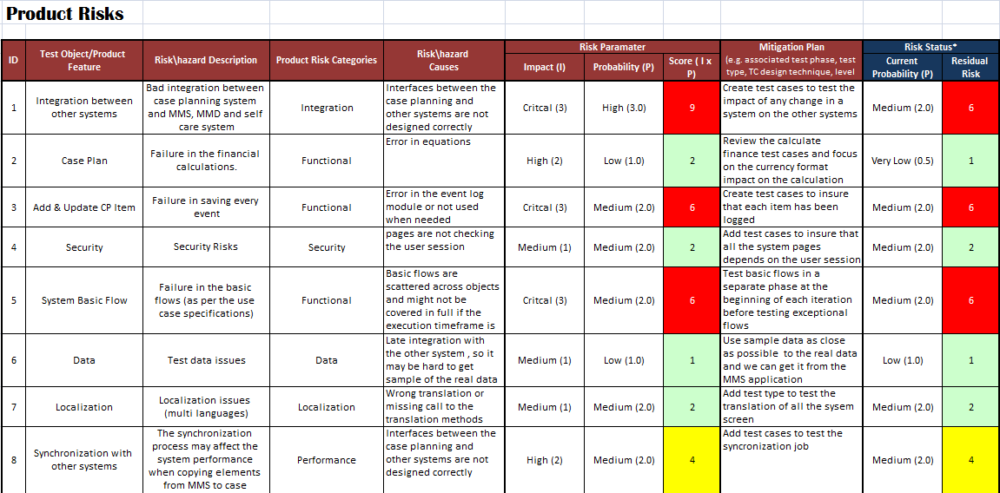 Product Risks
ID
Test Object/Product
Feature
Risk\hazard Description
Product Risk Categories
Risk\hazard
Causes
Risk Paramater
Impact (I)
Probability (P)
Score ( I x
P)
Mitigation Plan
(e.g. associated test phase, test
type, TC design technique, level
Risk Status*
Current
Probability (P)
Residual
Risk
1
Integration between
other systems
Bad integration between
case planning system
and MMS, MMD and self
care system
Integration
Interfaces between the
case planning and
other systems are not
designed correctly
Critcal (3)
High (3.0)
9
Create test cases to test the
impact of any change in a
system on the other systems
Medium (2.0)
6
2
Case Plan
Failure in the financial
calculations.
Functional
Error in equations
High (2)
Low (1.0)
2
Review the calculate
finance test cases and focus
on the currency format
impact on the calculation
Very Low (0.5)
1
3
Add & Update CP Item
Failure in saving every
event
Functional
Error in the event log
module or not used
when needed
Critcal (3)
Medium (2.0)
6
Create test cases to insure
that each item has been
logged
Medium (2.0)
6
4
Security
Security Risks
Security
pages are not checking
the user session
Medium (1)
Medium (2.0)
2
Add test cases to insure that
all the system pages
depends on the user session
Medium (2.0)
2
5
System Basic Flow
Failure in the basic
flows (as per the use
case specifications)
Functional
Basic flows are
scattered across objects
and might not be
covered in full if the
execution timeframe is
Critcal (3)
Medium (2.0)
6
Test basic flows in a
separate phase at the
beginning of each iteration
before testing exceptional
flows
Medium (2.0)
6
6
Data
Test data issues
Data
Late integration with
the other system , so it
may be hard to get
sample of the real data
Medium (1)
Low (1.0)
1
Use sample data as close
as possible  to the real data
and we can get it from the
MMS application
Low (1.0)
1
7
Localization
Localization issues
(multi languages)
Localization
Wrong translation or
missing call to the
translation methods
Medium (1)
Medium (2.0)
2
Add test type to test the
translation of all the sysem
screen
Medium (2.0)
2
8
Synchronization with
other systems
The synchronization
process may affect the
system performance
when copying elements
from MMS to case
Performance
Interfaces between the
case planning and
other systems are not
designed correctly
High (2)
Medium (2.0)
4
Add test cases to test the
syncronization job
Medium (2.0)
4